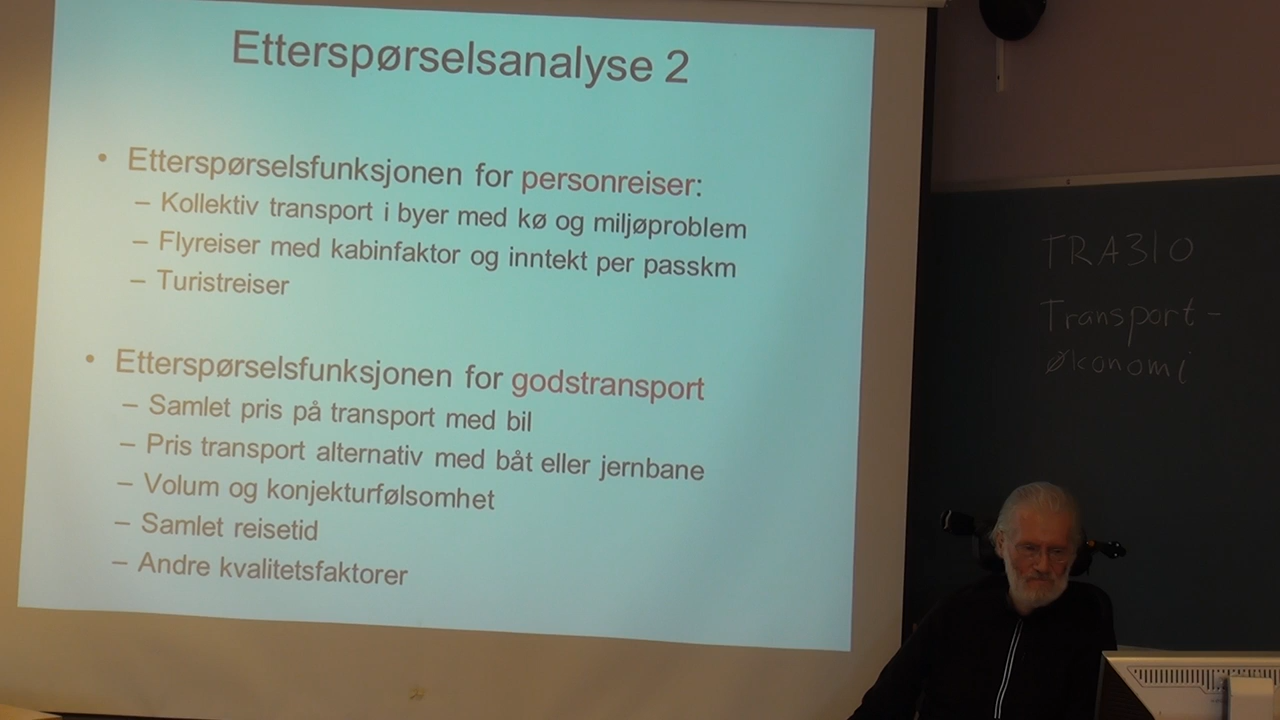 Etterspørselsanalyse 2
• Etterspørselsfunksjonen for personreiser:
– Kollektiv transport i byer med kø og miljøproblem
– Flyreiser med kabinfaktor og inntekt per passkm
– Turistreiser
• Etterspørselsfunksjonen for godstransport
– Samlet pris på transport med bil
– Pris transport alternativ med båt eller jernbane
– Volum og konjekturfølsomhet
– Samlet reisetid
– Andre kvalitetsfaktorer
TRA310
Transport-
økonomi